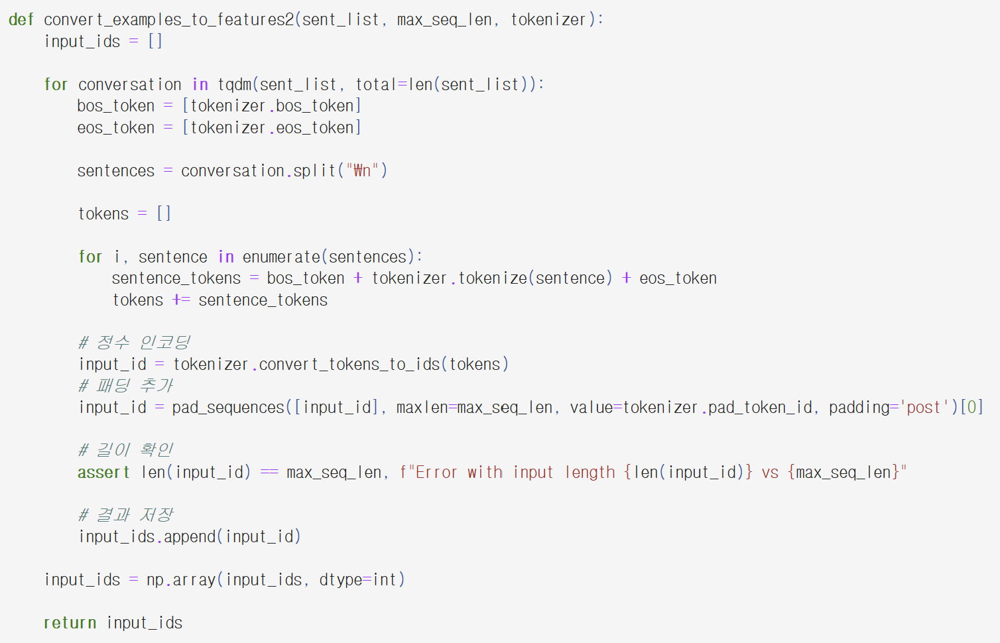 def convert_examples_to_features2(sent_list, max_seq_len, tokenizer):
    input_ids = []

    for conversation in tqdm(sent_list, total=len(sent_list)):
        bos_token = [tokenizer.bos_token]
        eos_token = [tokenizer.eos_token]

        sentences = conversation.split("₩n")

        tokens = []

        for i, sentence in enumerate(sentences):
            sentence_tokens = bos_token + tokenizer.tokenize(sentence) + eos_token
            tokens += sentence_tokens

        # 정수 인코딩
        input_id = tokenizer.convert_tokens_to_ids(tokens)
        # 패딩 추가
        input_id = pad_sequences([input_id], maxlen=max_seq_len, value=tokenizer.pad_token_id, padding='post')[0]

        # 길이 확인
        assert len(input_id) == max_seq_len, f"Error with input length {len(input_id)} vs {max_seq_len}"

        # 결과 저장
        input_ids.append(input_id)

    input_ids = np.array(input_ids, dtype=int)

    return input_ids